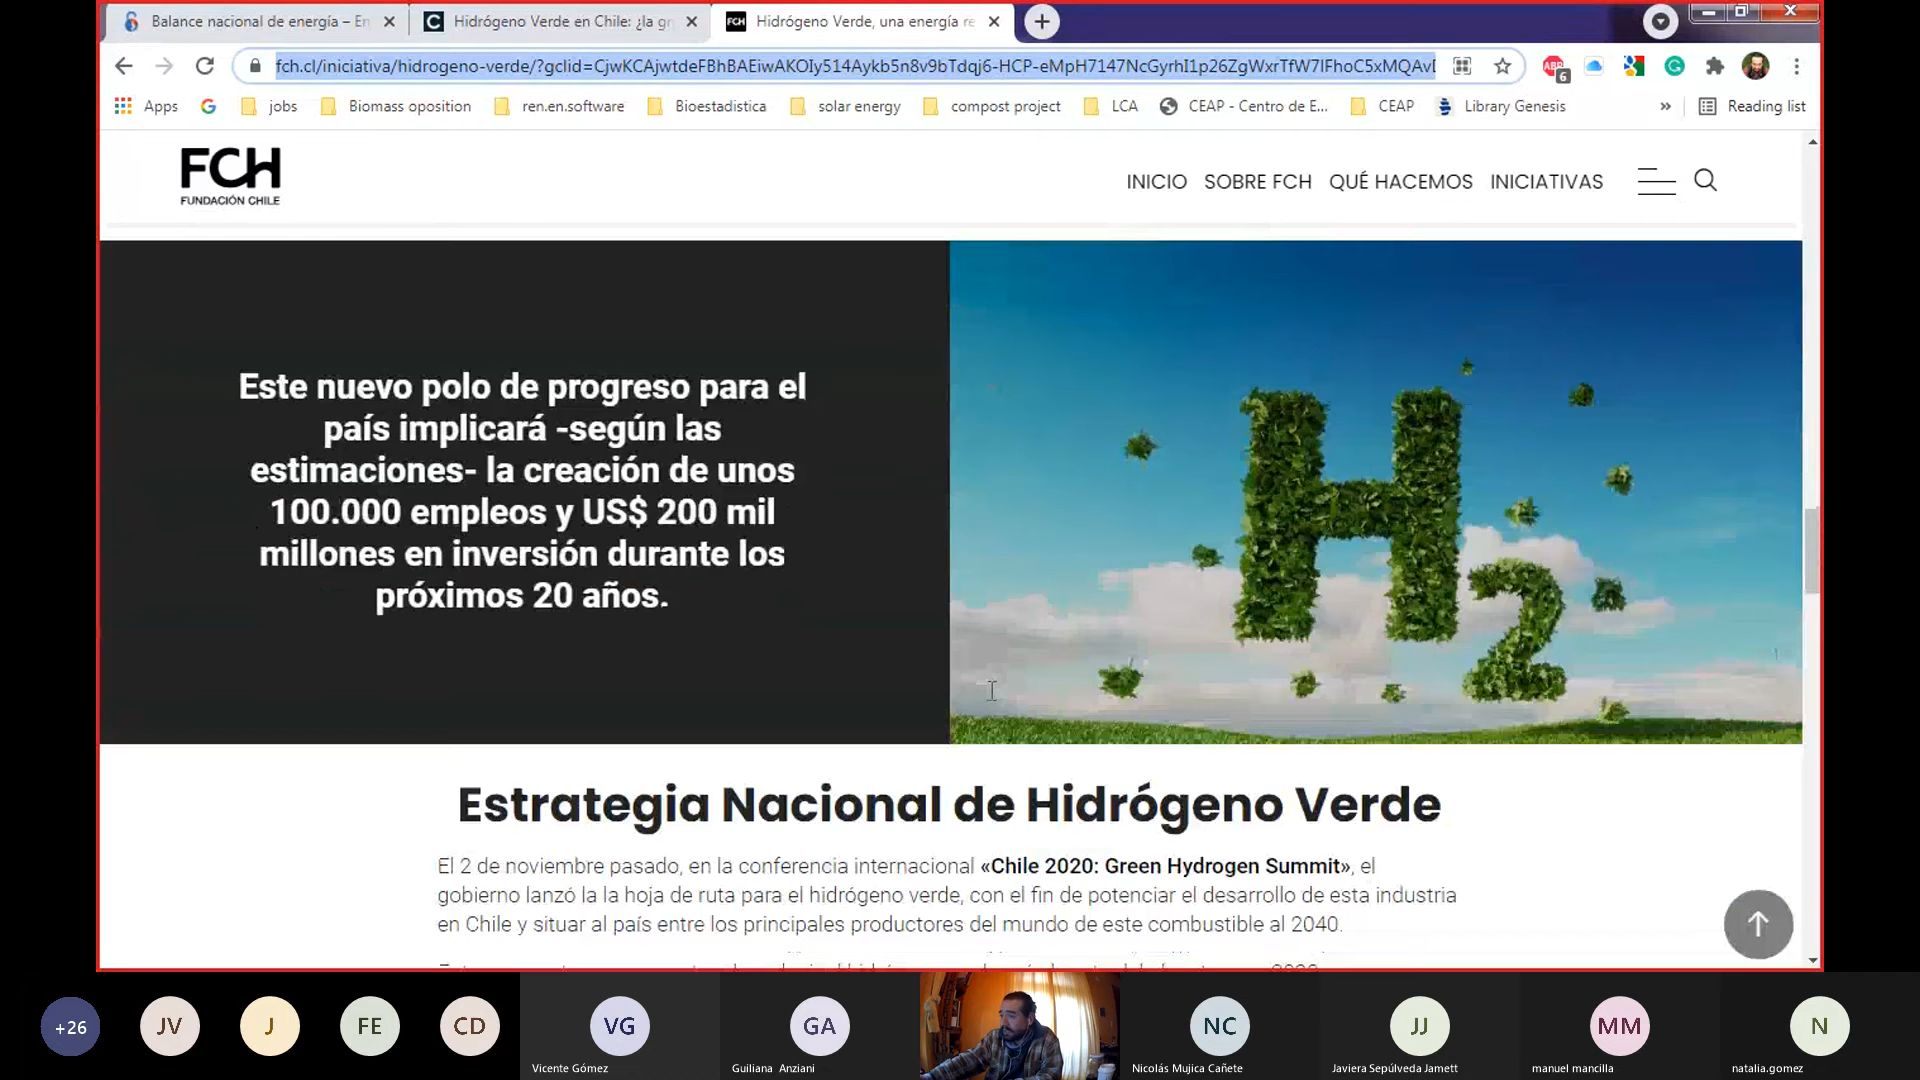 Balance nacional de energía – En
Hidrógeno Verde en Chile: ¿la gr
FCH Hidrógeno Verde, una energía re
fch.cl/iniciativa/hidrogeno-verde/?gclid=
ABP 6
Apps
jobs
Biomass oposition
ren.en.software
Bioestadistica
solar energy
compost project
LCA
CEAP - Centro de E...
CEAP
Library Genesis
»
Reading list
FCH
FUNDACIÓN CHILE
INICIO SOBRE FCH QUÉ HACEMOS INICIATIVAS
Este nuevo polo de progreso para el
país implicará -según las
estimaciones- la creación de unos
100.000 empleos y US$ 200 mil
millones en inversión durante los
próximos 20 años.
H2
Estrategia Nacional de Hidrógeno Verde
El 2 de noviembre pasado, en la conferencia internacional «Chile 2020: Green Hydrogen Summit», el
gobierno lanzó la la hoja de ruta para el hidrógeno verde, con el fin de potenciar el desarrollo de esta industria
en Chile y situar al país entre los principales productores del mundo de este combustible al 2040.
+26
JV
J
FE
CD
VG
Vicente Gómez
GA
Guiliana Anziani
NC
Nicolás Mujica Cañete
JJ
Javiera Sepúlveda Jamett
MM
manuel mancilla
N
natalia.gomez